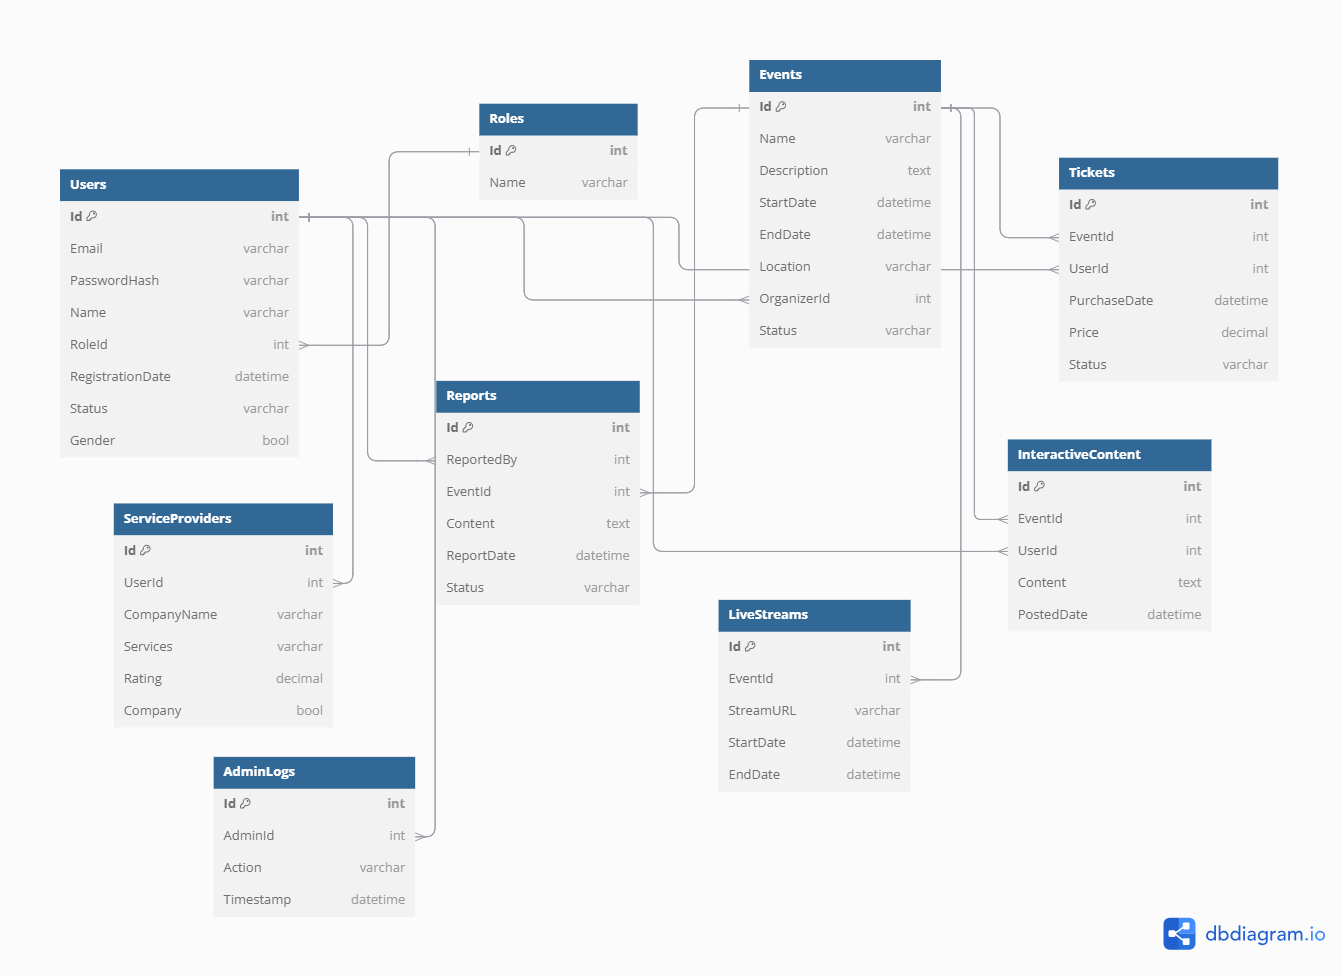 Events
Id int
Name varchar
Description text
StartDate datetime
EndDate datetime
Location varchar
OrganizerId int
Status varchar
Roles
Id int
Name varchar
Tickets
Id int
EventId int
UserId int
PurchaseDate datetime
Price decimal
Status varchar
Users
Id int
Email varchar
PasswordHash varchar
Name varchar
RoleId int
RegistrationDate datetime
Status varchar
Gender bool
Reports
Id int
ReportedBy int
EventId int
Content text
ReportDate datetime
Status varchar
InteractiveContent
Id int
EventId int
UserId int
Content text
PostedDate datetime
ServiceProviders
Id int
UserId int
CompanyName varchar
Services varchar
Rating decimal
Company bool
LiveStreams
Id int
EventId int
StreamURL varchar
StartDate datetime
EndDate datetime
AdminLogs
Id int
AdminId int
Action varchar
Timestamp datetime
dbdiagram.io